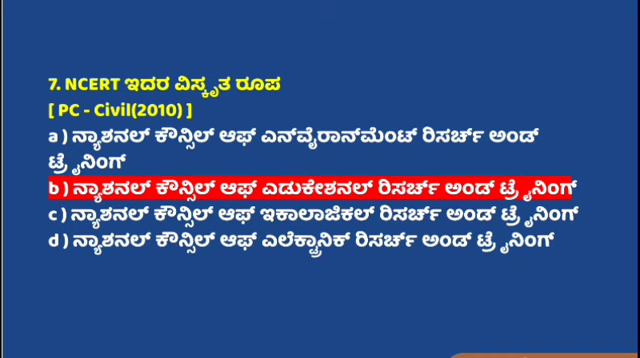 7. NCERT ಇದರ ವಿಸ್ತೃತ ರೂಪ
[ PC - Civil(2010) ]
a ) ನ್ಯಾಶನಲ್ ಕೌನ್ಸಿಲ್ ಆಫ್ ಎನ್‌ವೈರಾನ್‌ಮೆಂಟ್ ರಿಸರ್ಚ್ ಅಂಡ್
ಟ್ರೈನಿಂಗ್
b ) ನ್ಯಾಶನಲ್ ಕೌನ್ಸಿಲ್ ಆಫ್ ಎಡುಕೇಶನಲ್ ರಿಸರ್ಚ್ ಅಂಡ್ ಟ್ರೈನಿಂಗ್
c ) ನ್ಯಾಶನಲ್ ಕೌನ್ಸಿಲ್ ಆಫ್ ಇಕಾಲಾಜಿಕಲ್ ರಿಸರ್ಚ್ ಅಂಡ್ ಟ್ರೈನಿಂಗ್
d ) ನ್ಯಾಶನಲ್ ಕೌನ್ಸಿಲ್ ಆಫ್ ಎಲೆಕ್ಟ್ರಾನಿಕ್ ರಿಸರ್ಚ್ ಅಂಡ್ ಟ್ರೈನಿಂಗ್